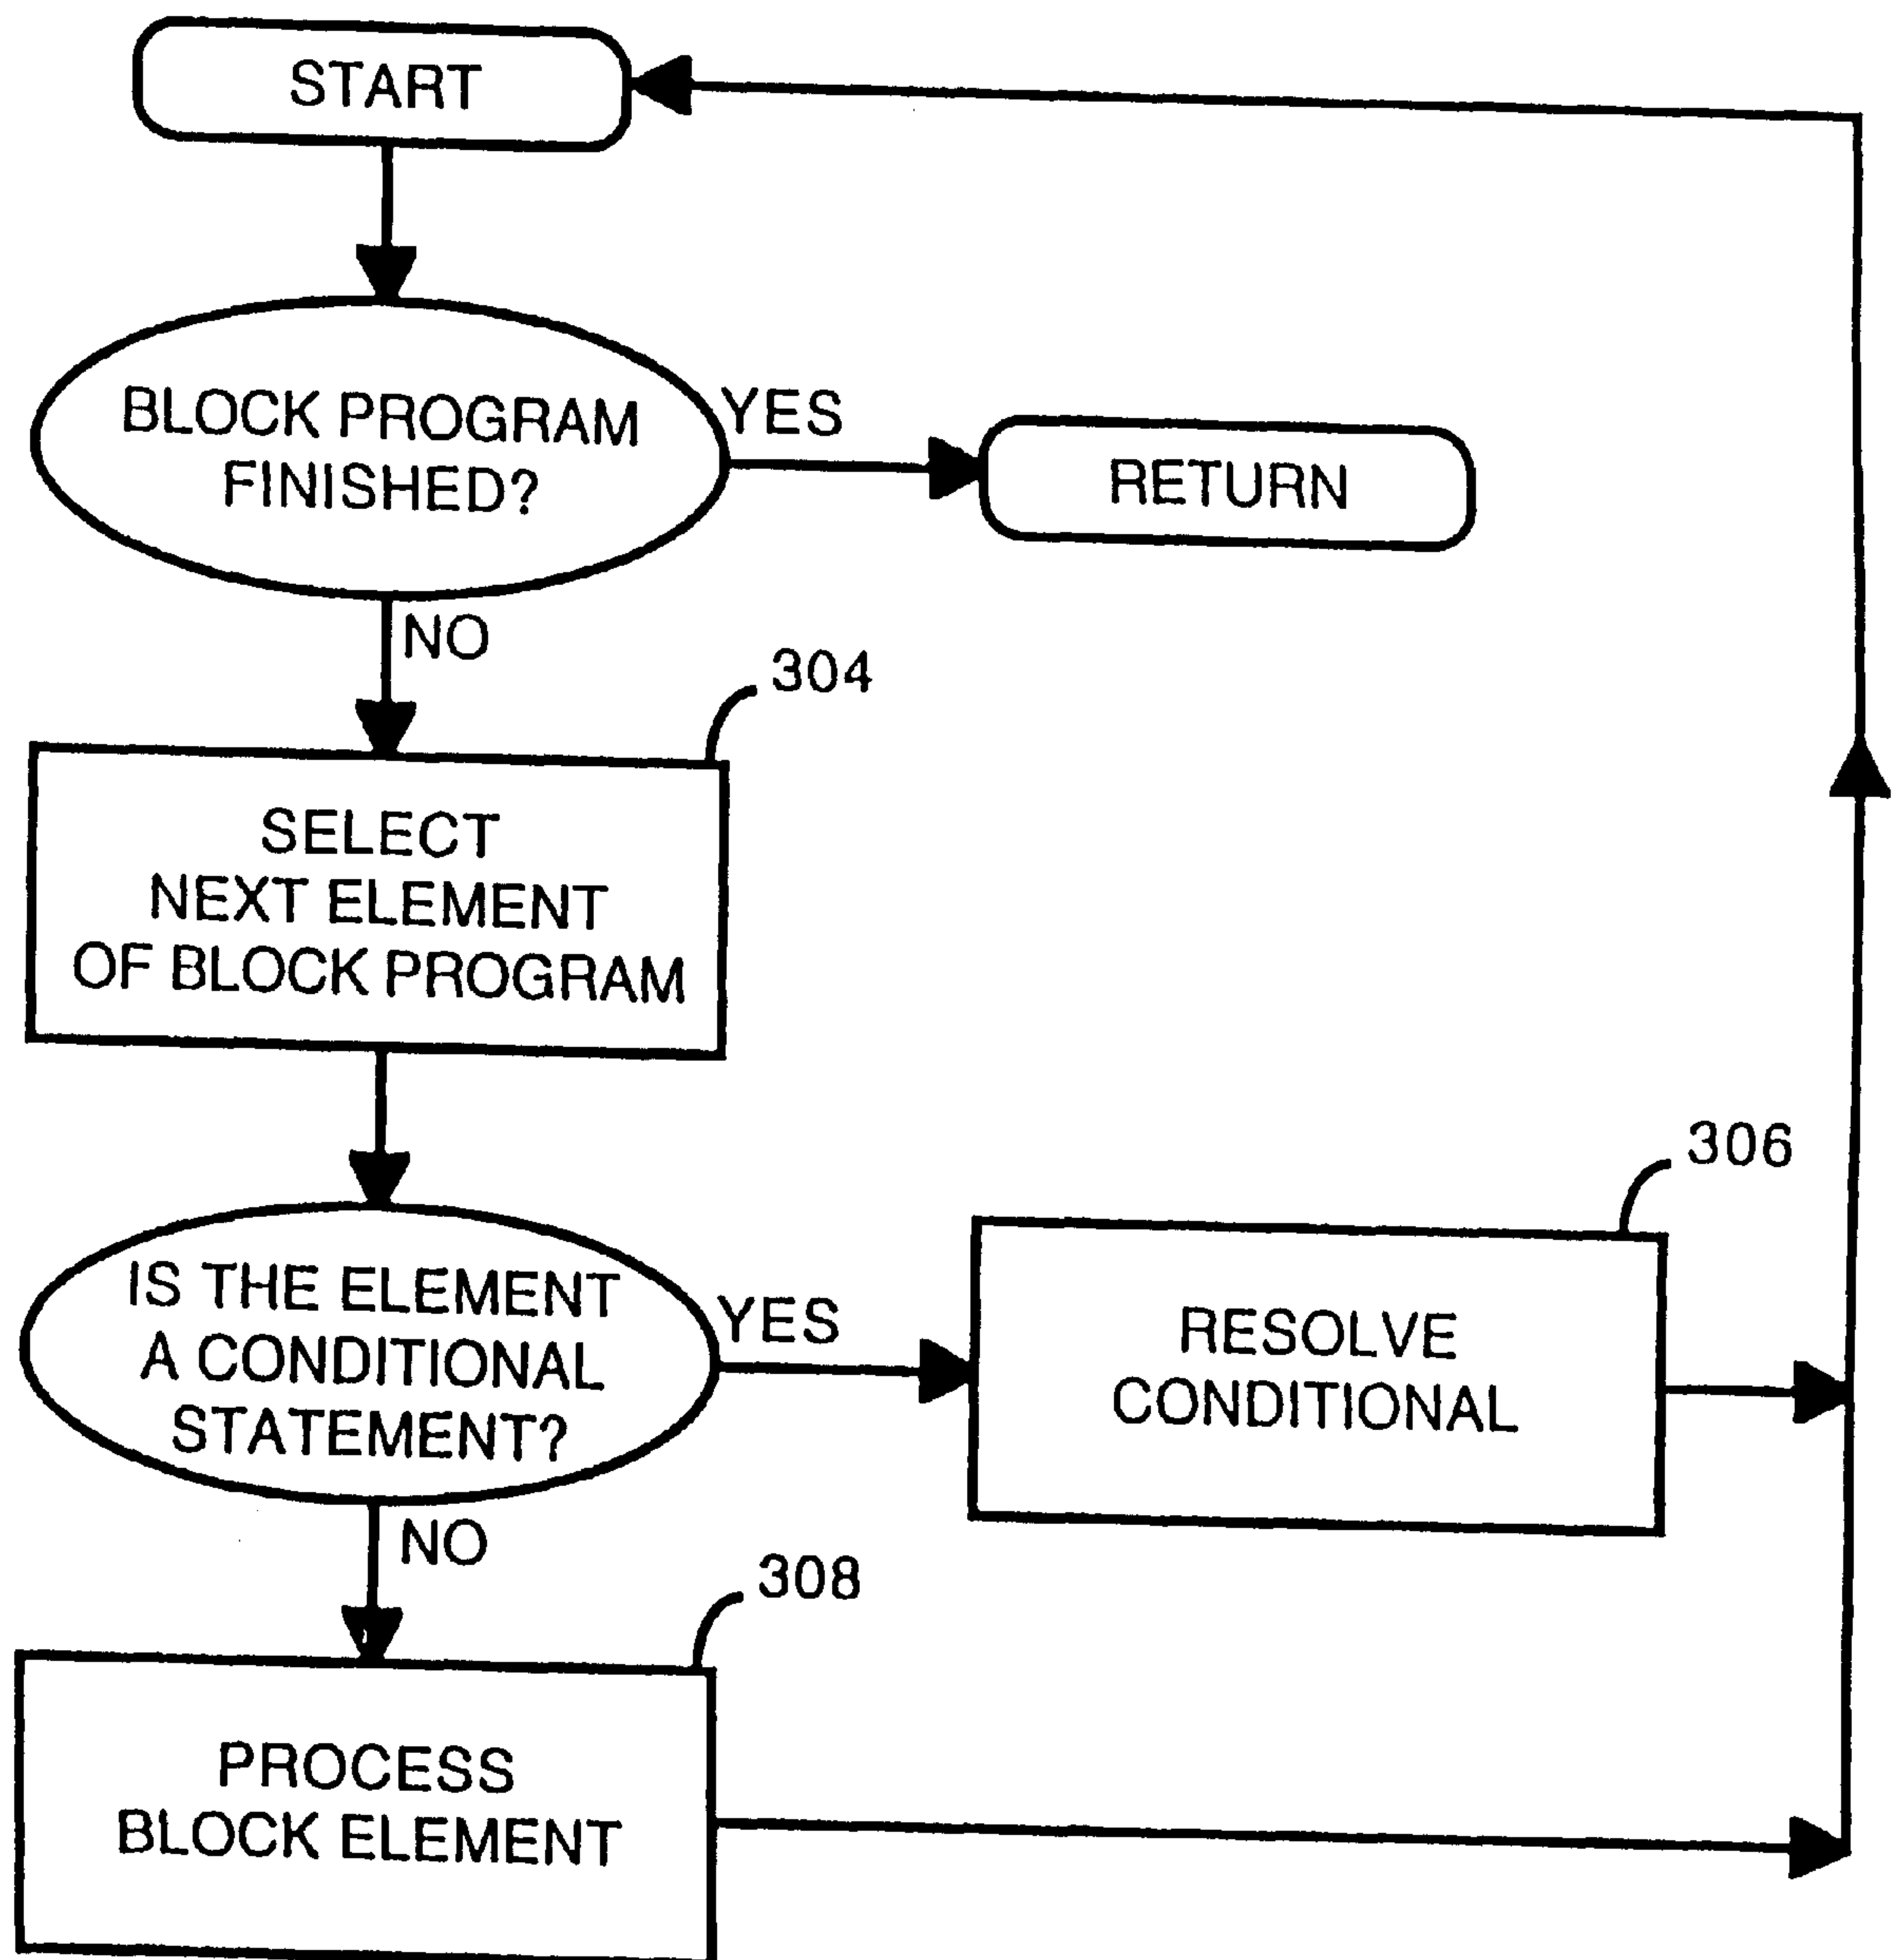 START
BLOCK PROGRAM
FINISHED?
YES
RETURN
NO
304
SELECT
NEXT ELEMENT
OF BLOCK PROGRAM
306
IS THE ELEMENT
A CONDITIONAL
STATEMENT?
YES
RESOLVE
CONDITIONAL
NO
308
PROCESS
BLOCK ELEMENT